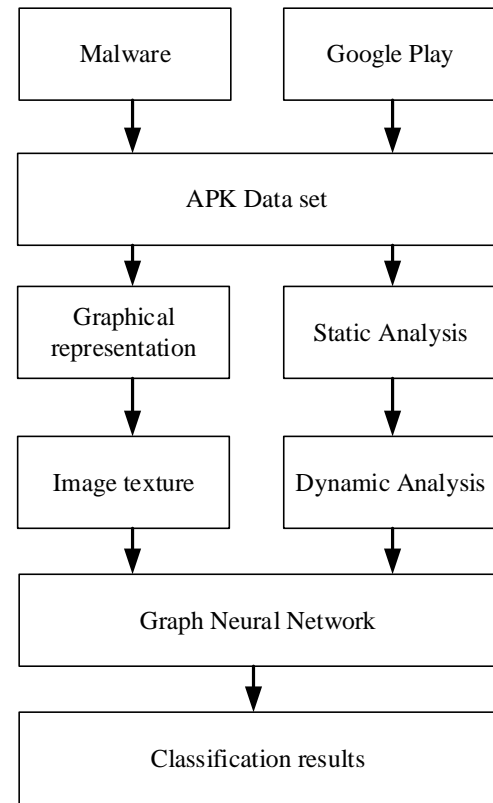 Malware
Google Play
APK Data set
Graphical
representation
Static Analysis
Image texture
Dynamic Analysis
Graph Neural Network
Classification results